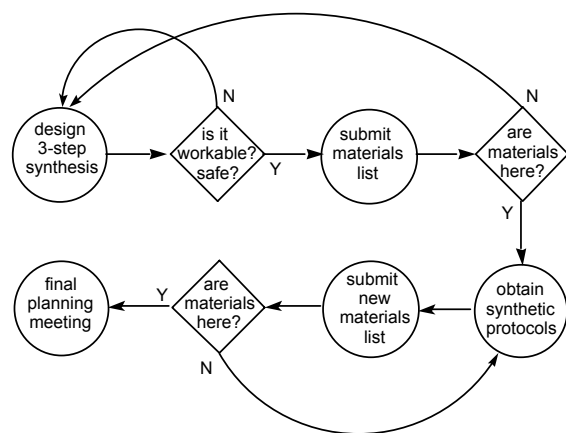 N
N
design
3-step
synthesis
is it
workable?
safe?
Y
submit
materials
list
are
materials
here?
Y
final
planning
meeting
Y
are
materials
here?
N
submit
new
materials
list
obtain
synthetic
protocols